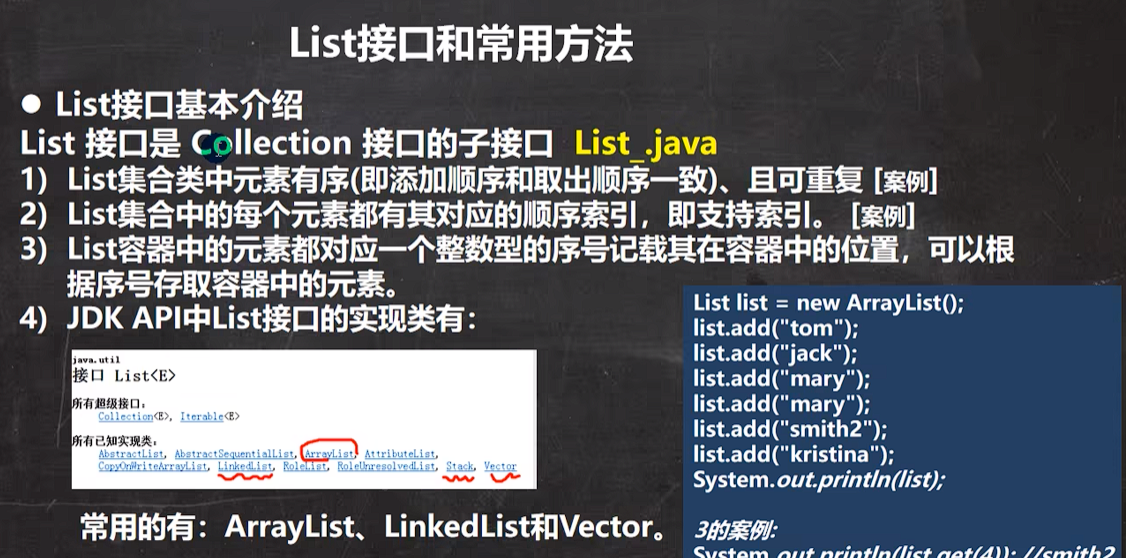 List接口和常用方法
● List接口基本介绍
List 接口是 Collection 接口的子接口 List_.java
1) List集合类中元素有序(即添加顺序和取出顺序一致)、且可重复 [案例]
2) List集合中的每个元素都有其对应的顺序索引，即支持索引。 [案例]
3) List容器中的元素都对应一个整数型的序号记载其在容器中的位置，可以根
据序号存取容器中的元素。
4) JDK API中List接口的实现类有：
java.util
接口 List<E>
所有超级接口：
Collection<E>, Iterable<E>
所有已知实现类：
AbstractList, AbstractSequentialList, ArrayList, AttributeList,
CopyOnWriteArrayList, LinkedList, RoleList, RoleUnresolvedList, Stack, Vector
常用的有：ArrayList、LinkedList和Vector。
List list = new ArrayList();
list.add("tom");
list.add("jack");
list.add("mary");
list.add("mary");
list.add("smith2");
list.add("kristina");
System.out.println(list);
3的案例:
System.out.println(list.get(4)); //smith2